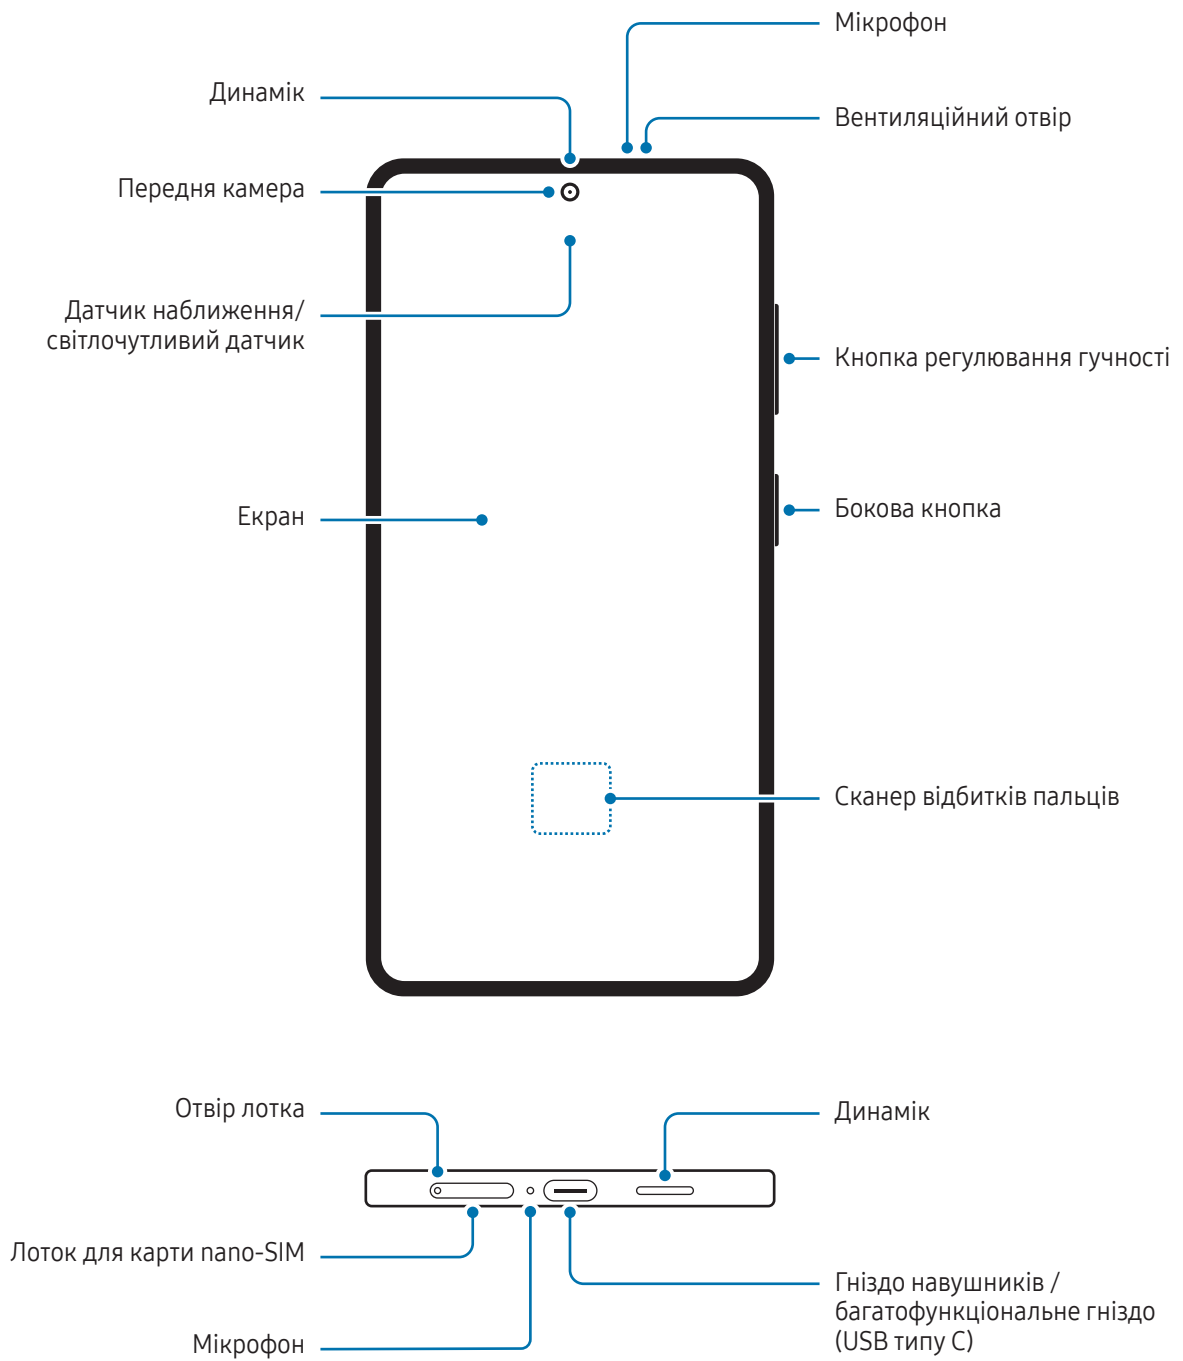 Мікрофон
Динамік
Вентиляційний отвір
Передня камера
Датчик наближення/
світлочутливий датчик
Кнопка регулювання гучності
Екран
Бокова кнопка
Сканер відбитків пальців
Отвір лотка
Динамік
Лоток для карти nano-SIM
Гніздо навушників /
багатофункціональне гніздо
(USB типу C)
Мікрофон